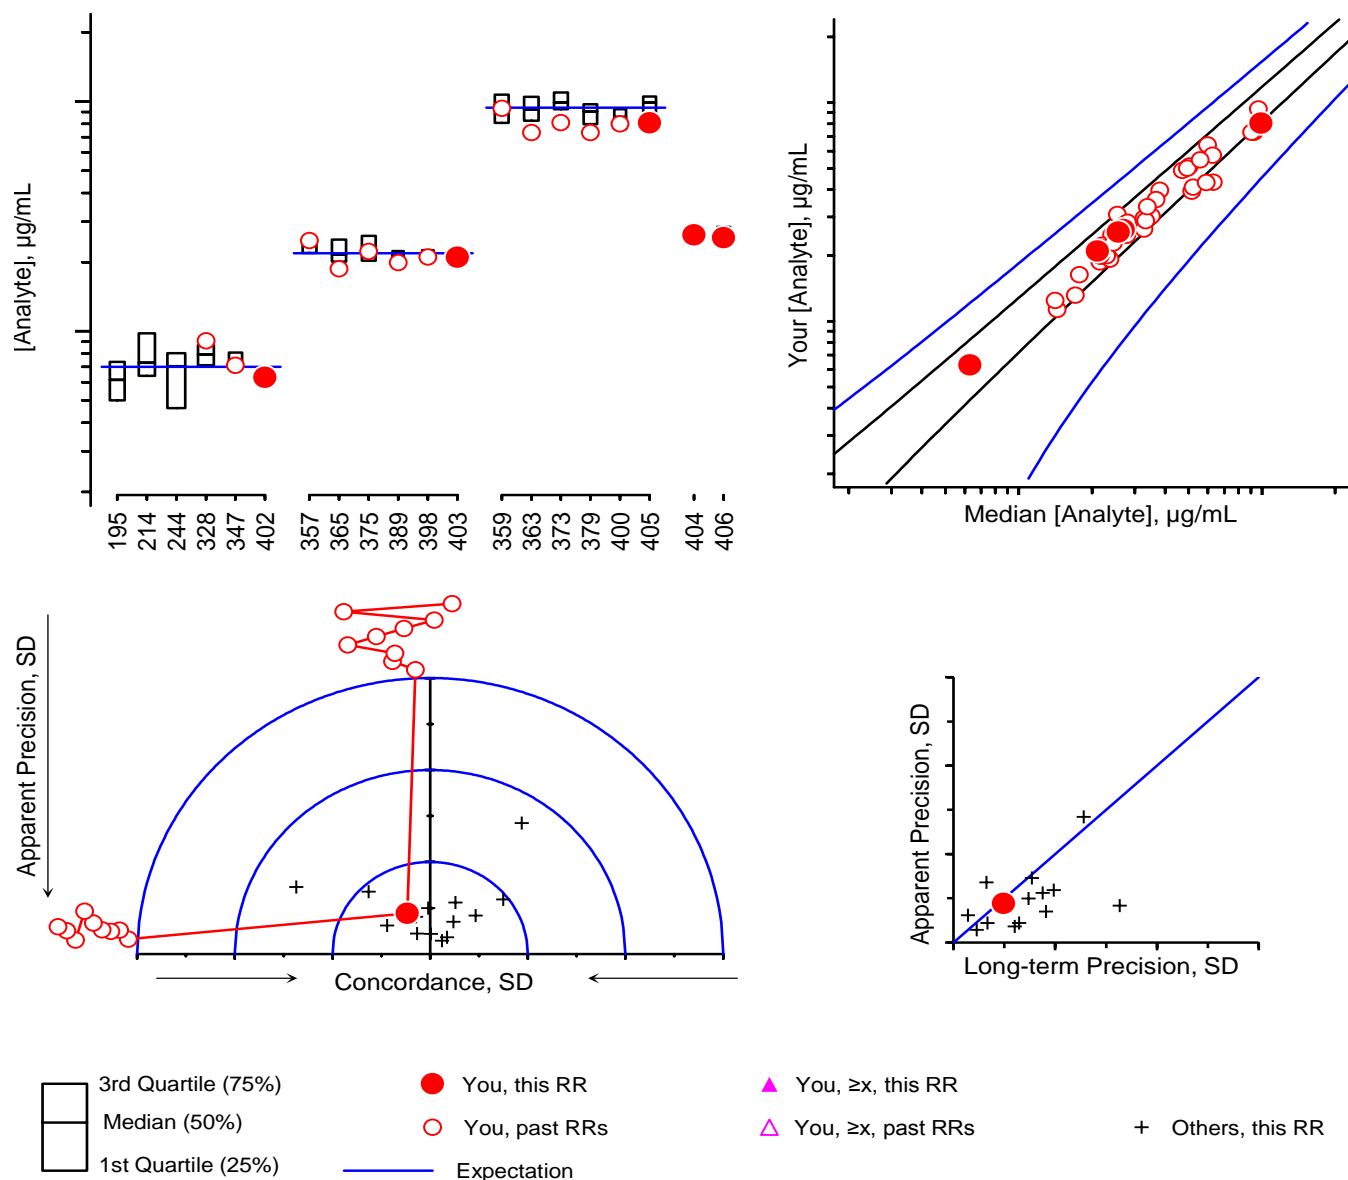 [Analyte], µg/mL
195 214 244 328 347 402 357 365 375 389 398 403 359 363 373 379 400 405 404 406
Your [Analyte], µg/mL
Median [Analyte], µg/mL
Apparent Precision, SD
Concordance, SD
Apparent Precision, SD
Long-term Precision, SD
3rd Quartile (75%)
Median (50%)
1st Quartile (25%)
You, this RR
You, past RRs
Expectation
You, ≥x, this RR
You, ≥x, past RRs
Others, this RR